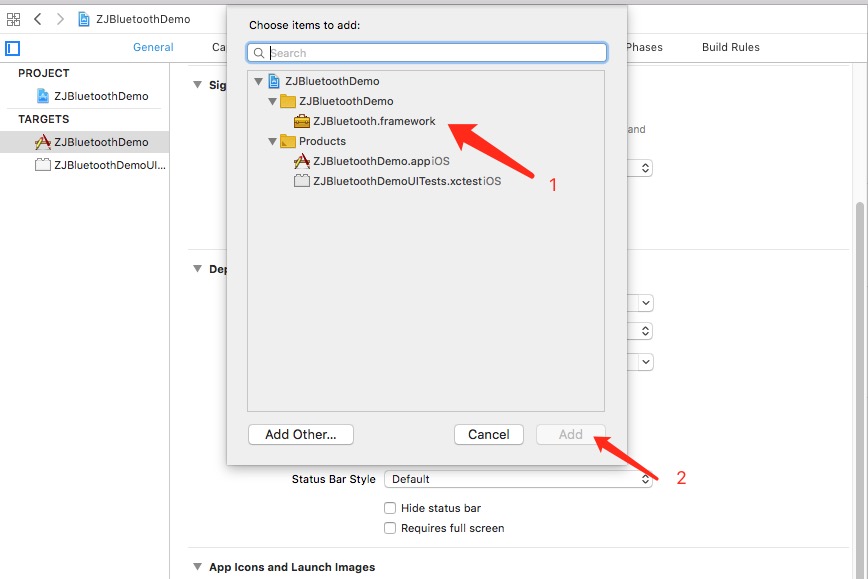 ZJBluetoothDemo
Choose items to add:
General
Ca
Phases
Build Rules
Search
PROJECT
ZJBluetoothDemo
TARGETS
ZJBluetoothDemo
ZJBluetoothDemoUI...
Sig
and
ZJBluetoothDemo
ZJBluetoothDemo
ZJBluetooth.framework
Products
ZJBluetoothDemo.app iOS
ZJBluetoothDemoUITests.xctest iOS
1
Dep
Add Other...
Cancel
Add
2
Status Bar Style
Default
Hide status bar
Requires full screen
App Icons and Launch Images